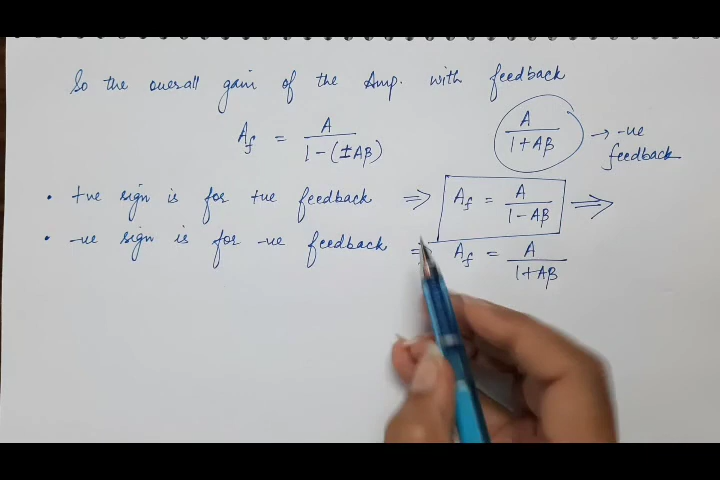 So the overall gain of the Amp. with feedback
Af = A / 1 - (±Aβ)
A / 1 + Aβ → -ve feedback
• +ve sign is for +ve feedback ⇒ Af = A / 1 - Aβ ⇒
• -ve sign is for -ve feedback ⇒ Af = A / 1 + Aβ